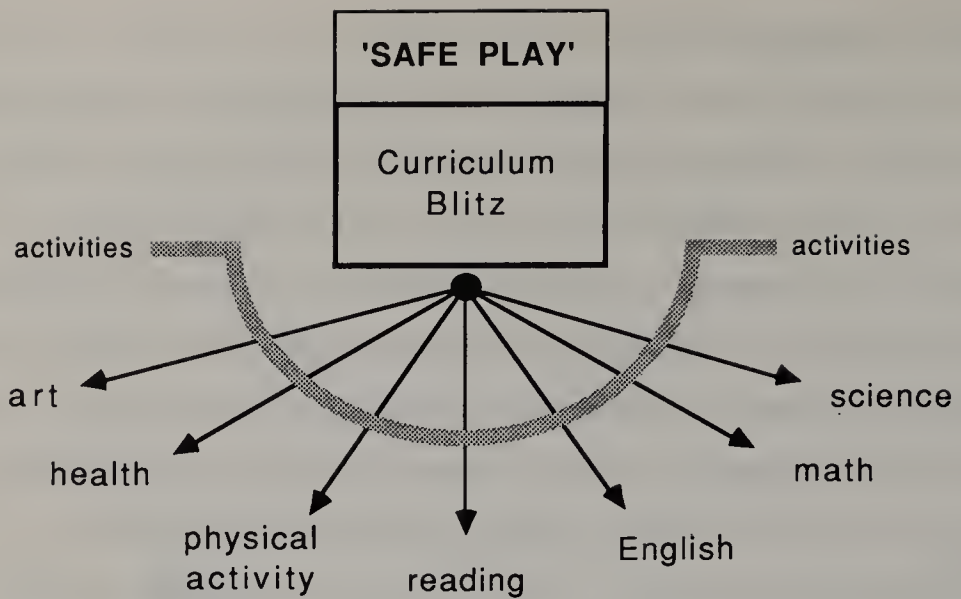 'SAFE PLAY'
Curriculum
Blitz
activities
activities
art
science
health
math
physical
activity
reading
English